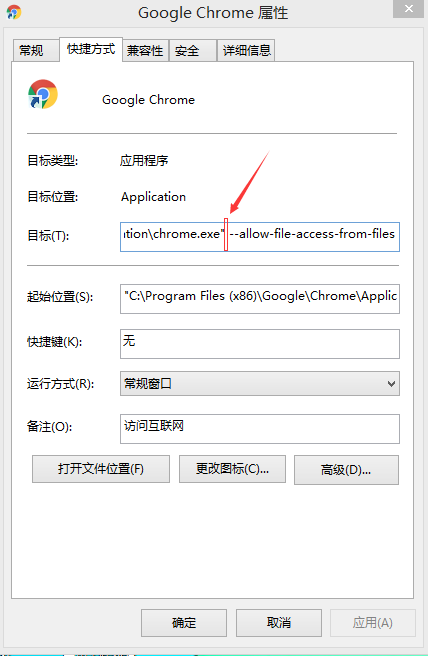 Google Chrome 属性
常规 快捷方式 兼容性 安全 详细信息
Google Chrome
目标类型: 应用程序
目标位置: Application
目标(T): ition\chrome.exe" --allow-file-access-from-files
起始位置(S): "C:\Program Files (x86)\Google\Chrome\Applic
快捷键(K): 无
运行方式(R): 常规窗口
备注(O): 访问互联网
打开文件位置(F) 更改图标(C)... 高级(D)...
确定 取消 应用(A)